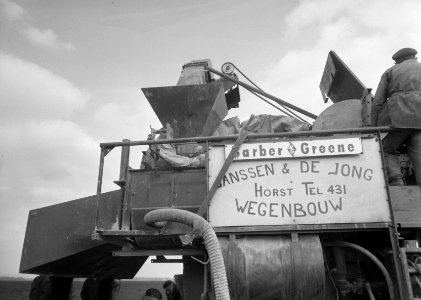 Barber Greene
JANSSEN & DE JONG
HORST TEL 431
WEGENBOUW